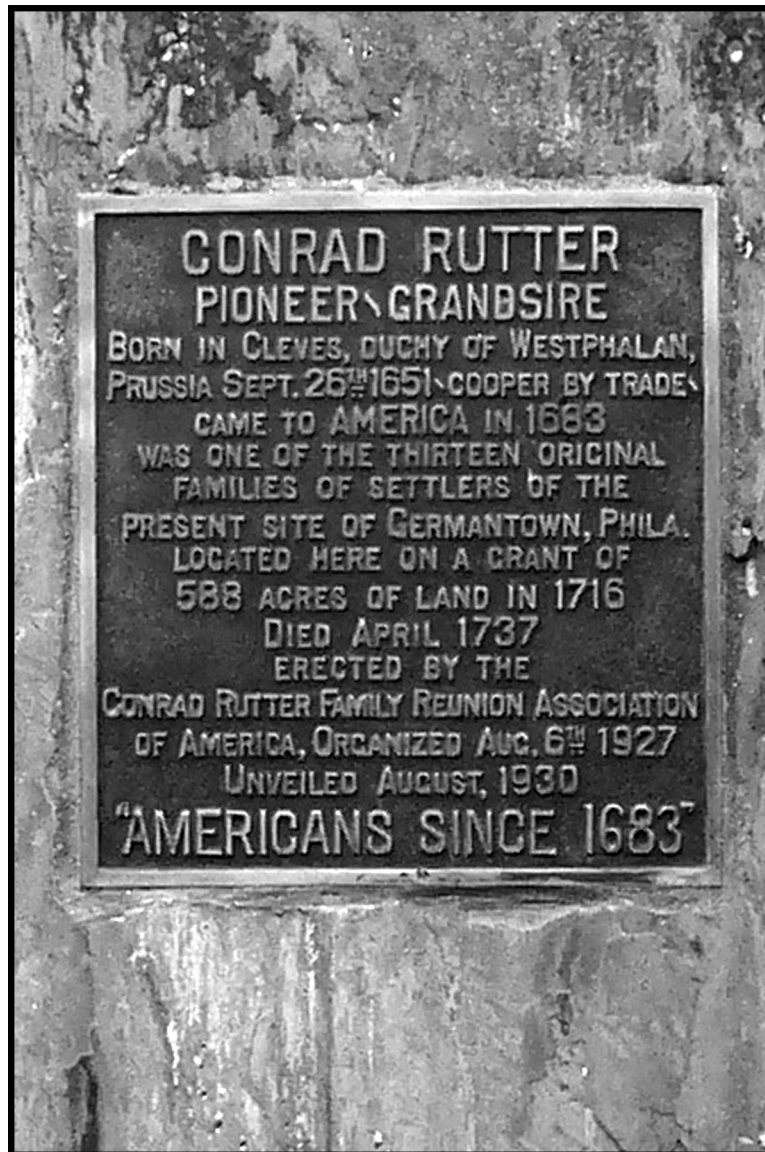 CONRAD RUTTER
PIONEER \ GRANDSIRE
BORN IN CLEVES, DUCHY OF WESTPHALAN,
PRUSSIA SEPT. 26TH 1651 \ COOPER BY TRADE \
CAME TO AMERICA IN 1683
WAS ONE OF THE THIRTEEN ORIGINAL
FAMILIES OF SETTLERS OF THE
PRESENT SITE OF GERMANTOWN, PHILA.
LOCATED HERE ON A GRANT OF
588 ACRES OF LAND IN 1716
DIED APRIL 1737
ERECTED BY THE
CONRAD RUTTER FAMILY REUNION ASSOCIATION
OF AMERICA, ORGANIZED AUG. 6TH 1927
UNVEILED AUGUST, 1930
"AMERICANS SINCE 1683"